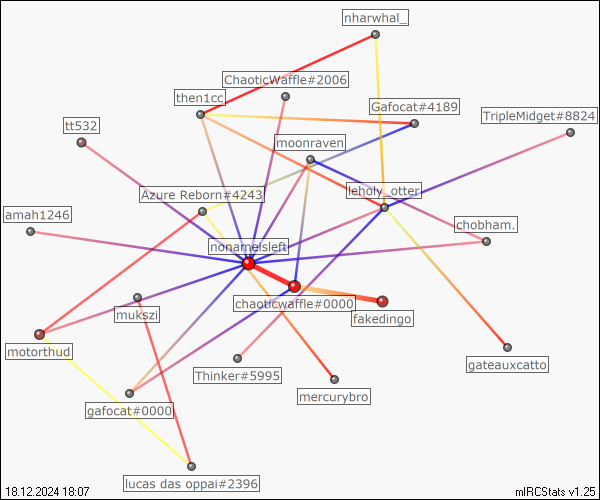 nharwhal_
ChaoticWaffle#2006
then1cc
Gafocat#4189
TripleMidget#8824
tt532
moonraven
Azure Reborn#4243
leholy_otter
amah1246
chobham.
nonameisleft
chaoticwaffle#0000
mukszi
fakedingo
motorthud
gateauxcatto
Thinker#5995
mercurybro
gafocat#0000
lucas das oppai#2396
18.12.2024 18:07
mIRCStats v1.25